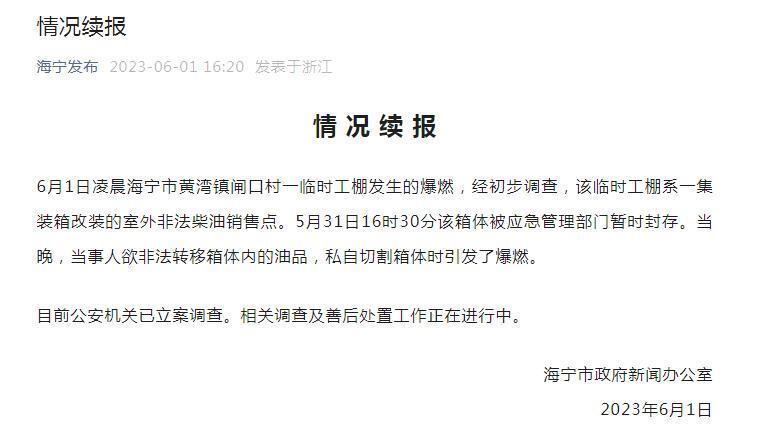 情况续报
海宁发布 2023-06-01 16:20 发表于浙江
情况续报
6月1日凌晨海宁市黄湾镇闸口村一临时工棚发生的爆燃，经初步调查，该临时工棚系一集
装箱改装的室外非法柴油销售点。5月31日16时30分该箱体被应急管理部门暂时封存。当
晚，当事人欲非法转移箱体内的油品，私自切割箱体时引发了爆燃。
目前公安机关已立案调查。相关调查及善后处置工作正在进行中。
海宁市政府新闻办公室
2023年6月1日